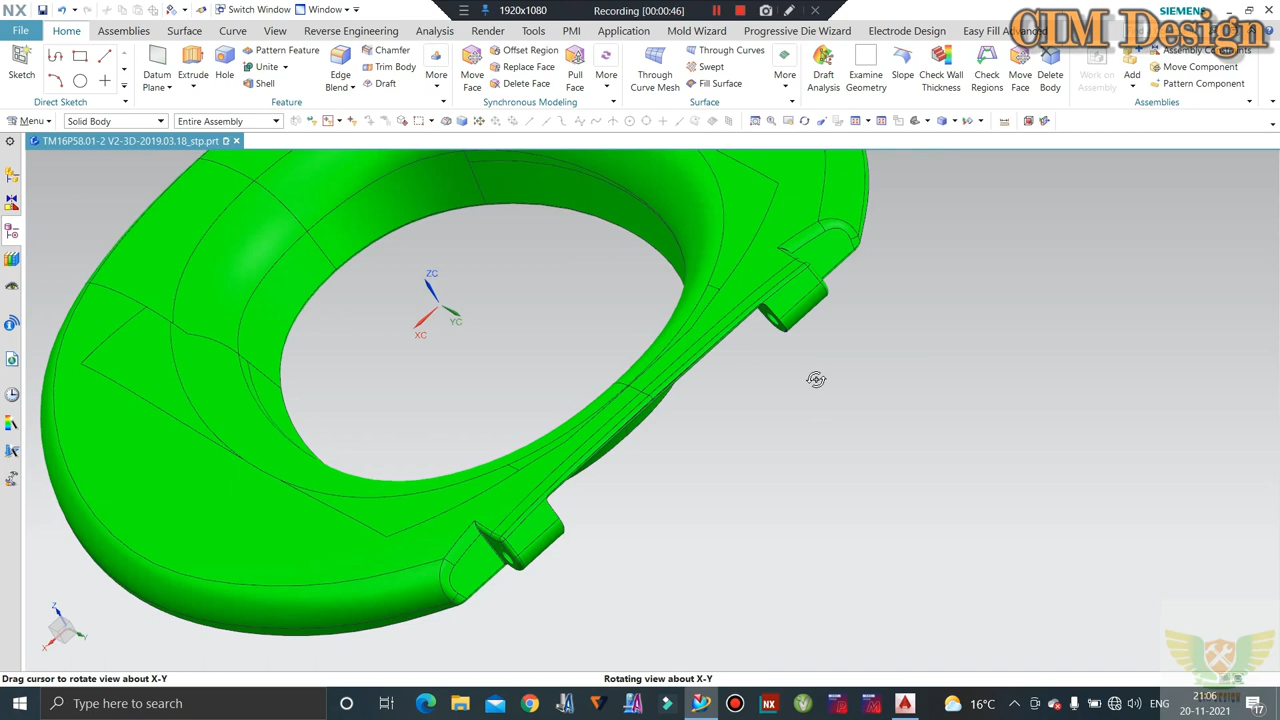 NX
Switch Window
Window
1920x1080
Recording [00:00:46]
SIEMENS
CIM Design
File
Home
Assemblies
Surface
Curve
View
Reverse Engineering
Analysis
Render
Tools
PMI
Application
Mold Wizard
Progressive Die Wizard
Electrode Design
Easy Fill Advanced
Sketch
Datum Plane
Extrude
Hole
Pattern Feature
Unite
Shell
Edge Blend
Chamfer
Trim Body
Draft
More
Move Face
Offset Region
Replace Face
Delete Face
Pull Face
More
Through Curve Mesh
Through Curves
Swept
Fill Surface
More
Draft Analysis
Examine Geometry
Slope
Check Wall Thickness
Check Regions
Move Face
Delete Body
Work on Assembly
Add
Assembly Constraints
Move Component
Pattern Component
Direct Sketch
Feature
Synchronous Modeling
Surface
Assemblies
Menu
Solid Body
Entire Assembly
TM16P58.01-2 V2-3D-2019.03.18_stp.prt
ZC
XC
YC
Z
X
Y
Drag cursor to rotate view about X-Y
Rotating view about X-Y
Type here to search
16°C
ENG
21:06
20-11-2021
17